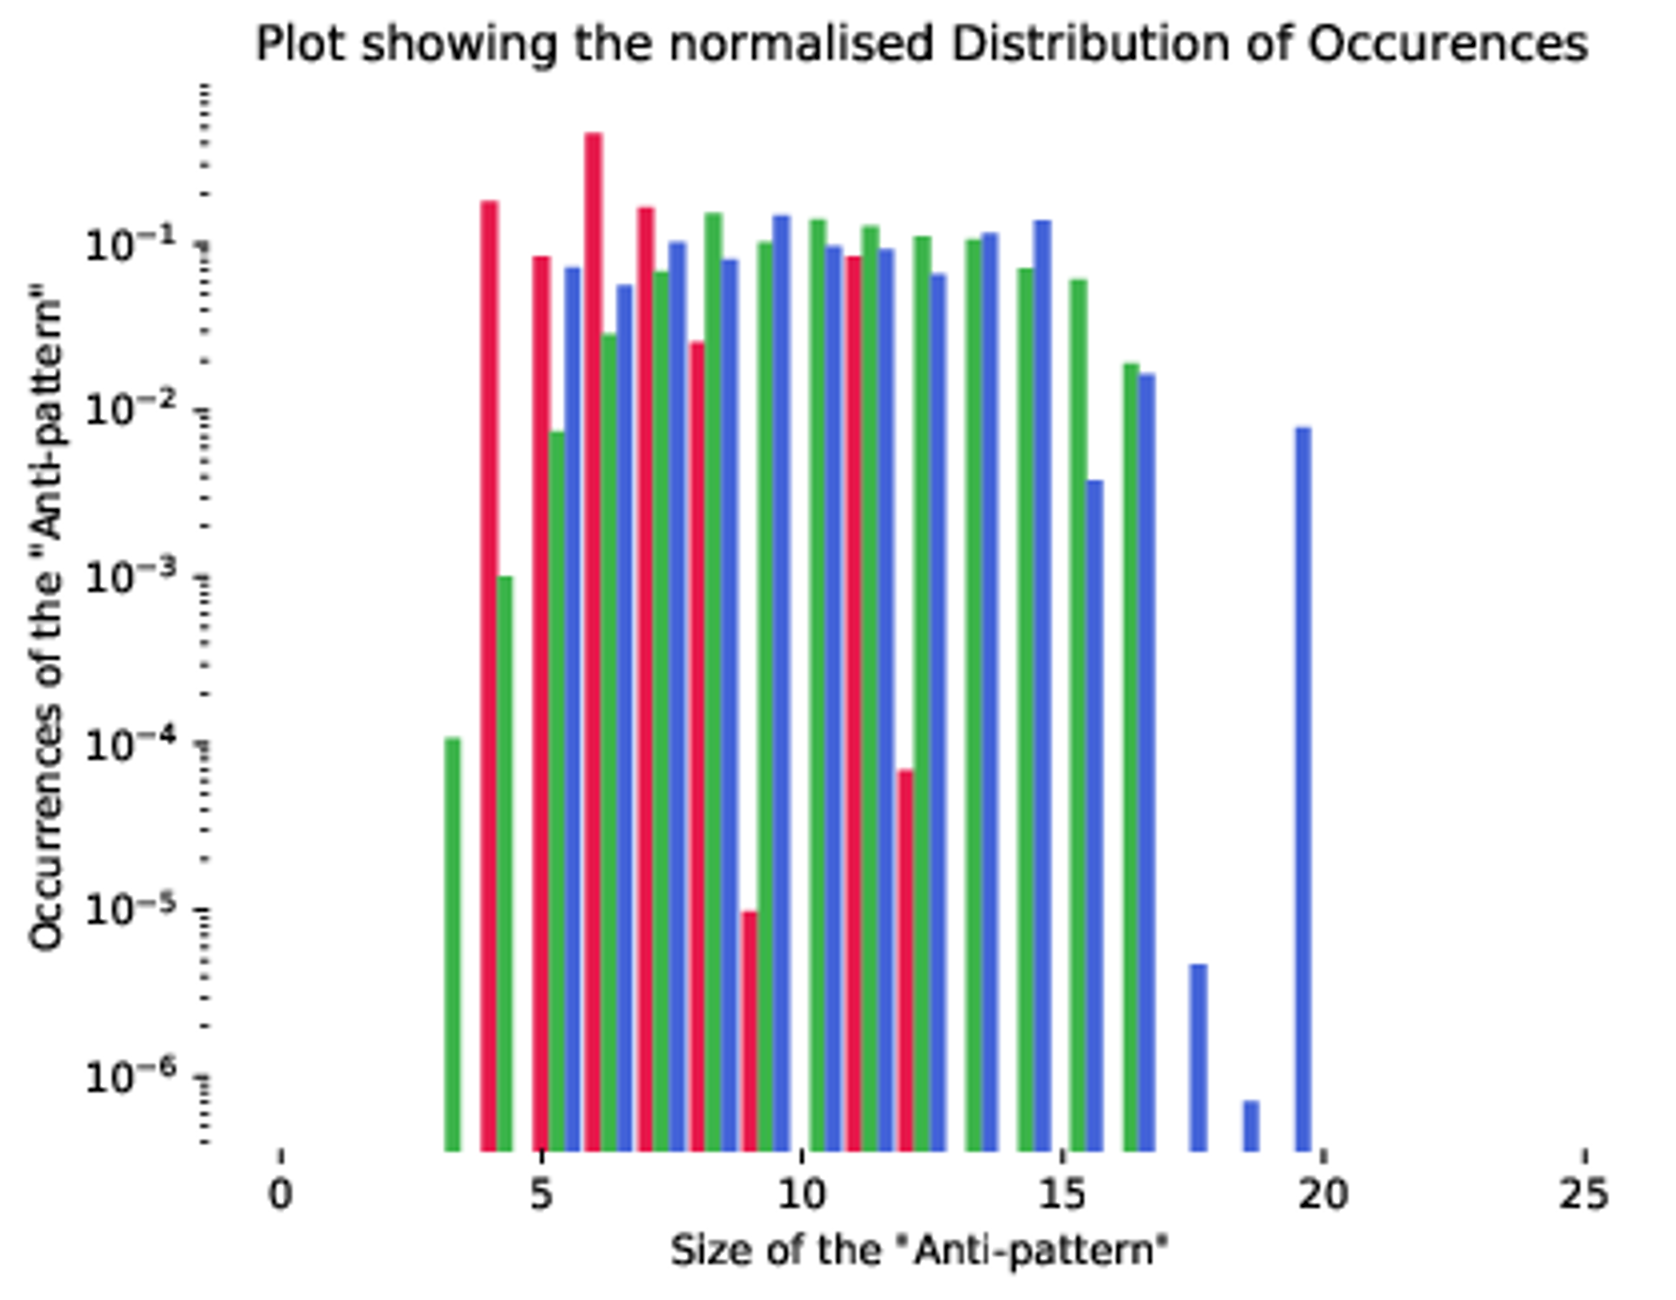 Plot showing the normalised Distribution of Occurences
Occurrences of the "Anti-pattern"
10⁻¹
10⁻²
10⁻³
10⁻⁴
10⁻⁵
10⁻⁶
0 5 10 15 20 25
Size of the "Anti-pattern"